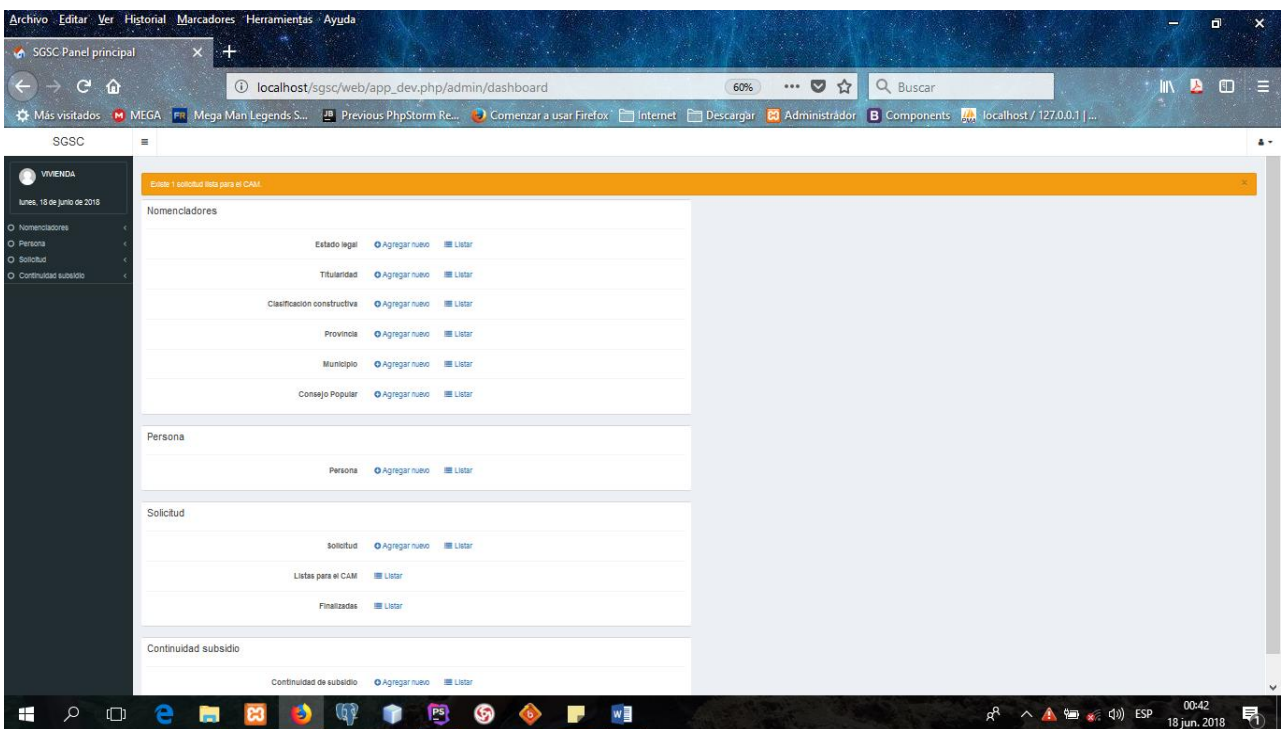 Archivo Editar Ver Historial Marcadores Herramientas Ayuda
SGSC Panel principal
localhost/sgsc/web/app_dev.php/admin/dashboard 60% Buscar
Más visitados MEGA Mega Man Legends S... Previous PhpStorm Re... Comenzar a usar Firefox Internet Descargar Administrador Components localhost / 127.0.0.1 | ...
SGSC
VIVIENDA
lunes, 18 de junio de 2018
Nomencladores
Persona
Solicitud
Continuidad subsidio
Existe 1 solicitud lista para el CAM.
Nomencladores
Estado legal Agregar nuevo Listar
Titularidad Agregar nuevo Listar
Clasificación constructiva Agregar nuevo Listar
Provincia Agregar nuevo Listar
Municipio Agregar nuevo Listar
Consejo Popular Agregar nuevo Listar
Persona
Persona Agregar nuevo Listar
Solicitud
Solicitud Agregar nuevo Listar
Listas para el CAM Listar
Finalizadas Listar
Continuidad subsidio
Continuidad de subsidio Agregar nuevo Listar
ESP
00:42
18 jun. 2018